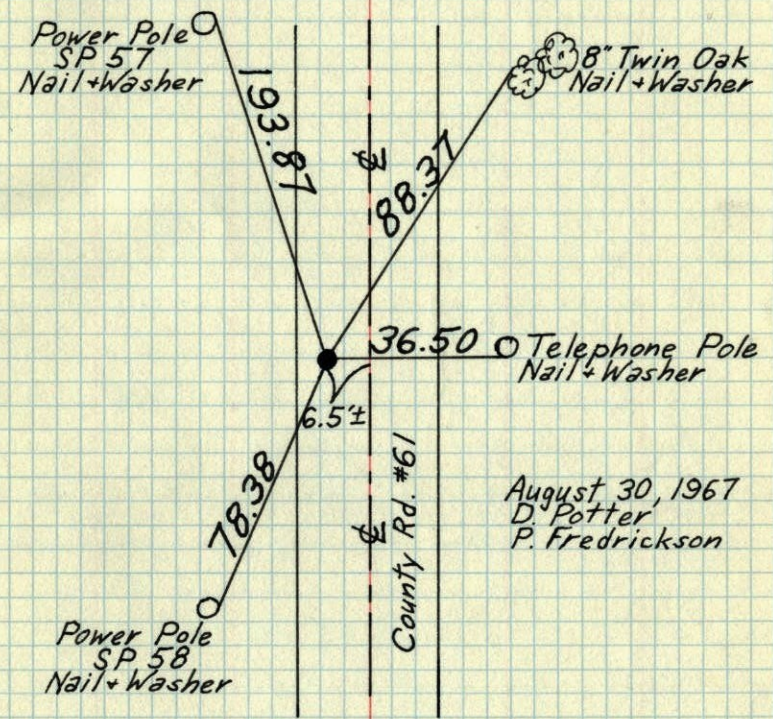 Power Pole
SP 57
Nail + Washer
8" Twin Oak
Nail + Washer
193.87
88.37
36.50
Telephone Pole
Nail + Washer
6.5'±
78.38
County Rd. #61
August 30, 1967
D. Potter
P. Fredrickson
Power Pole
SP 58
Nail + Washer